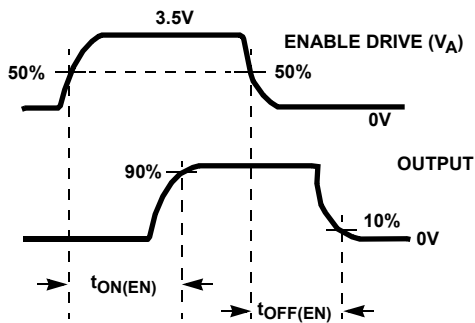 3.5V
ENABLE DRIVE (VA)
50%
50%
0V
OUTPUT
90%
10%
0V
tON(EN)
tOFF(EN)